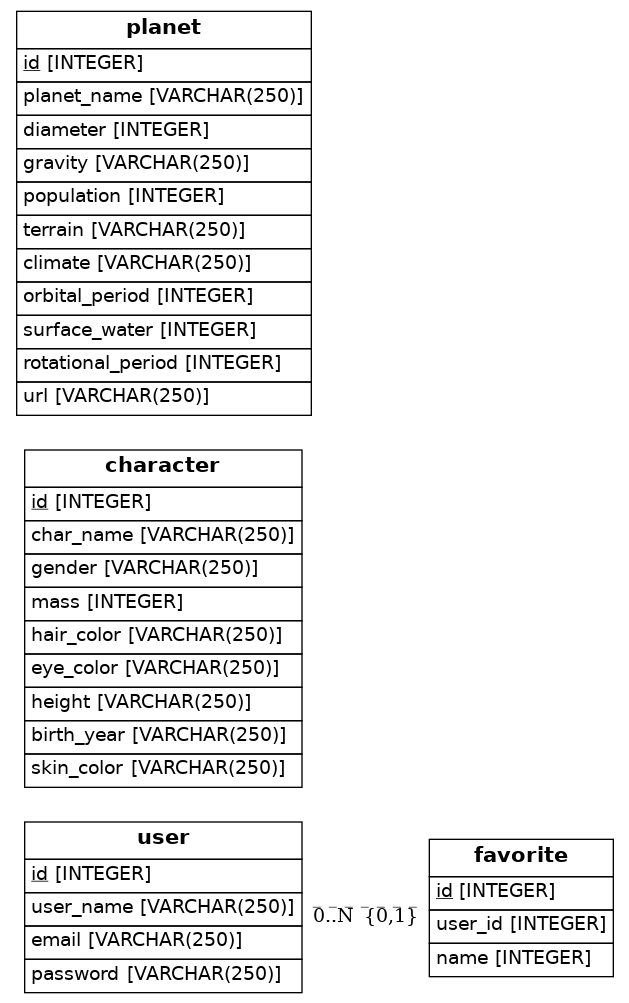 planet
id [INTEGER]
planet_name [VARCHAR(250)]
diameter [INTEGER]
gravity [VARCHAR(250)]
population [INTEGER]
terrain [VARCHAR(250)]
climate [VARCHAR(250)]
orbital_period [INTEGER]
surface_water [INTEGER]
rotational_period [INTEGER]
url [VARCHAR(250)]
character
id [INTEGER]
char_name [VARCHAR(250)]
gender [VARCHAR(250)]
mass [INTEGER]
hair_color [VARCHAR(250)]
eye_color [VARCHAR(250)]
height [VARCHAR(250)]
birth_year [VARCHAR(250)]
skin_color [VARCHAR(250)]
user
id [INTEGER]
user_name [VARCHAR(250)]
email [VARCHAR(250)]
password [VARCHAR(250)]
0..N {0,1}
favorite
id [INTEGER]
user_id [INTEGER]
name [INTEGER]